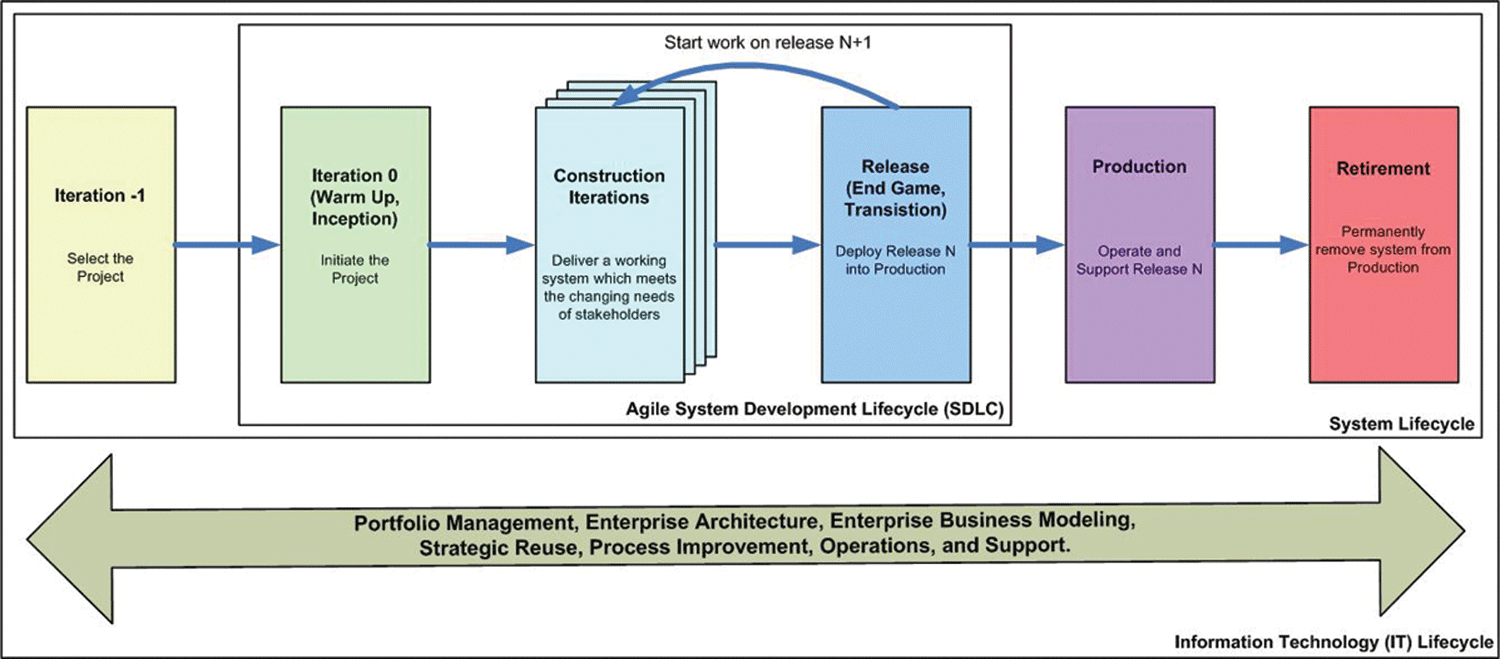 Start work on release N+1
Iteration -1
Select the
Project
Iteration 0
(Warm Up,
Inception)
Initiate the
Project
Construction
Iterations
Deliver a working
system which meets
the changing needs
of stakeholders
Release
(End Game,
Transistion)
Deploy Release N
into Production
Production
Operate and
Support Release N
Retirement
Permanently
remove system from
Production
Agile System Development Lifecycle (SDLC)
System Lifecycle
Portfolio Management, Enterprise Architecture, Enterprise Business Modeling,
Strategic Reuse, Process Improvement, Operations, and Support.
Information Technology (IT) Lifecycle